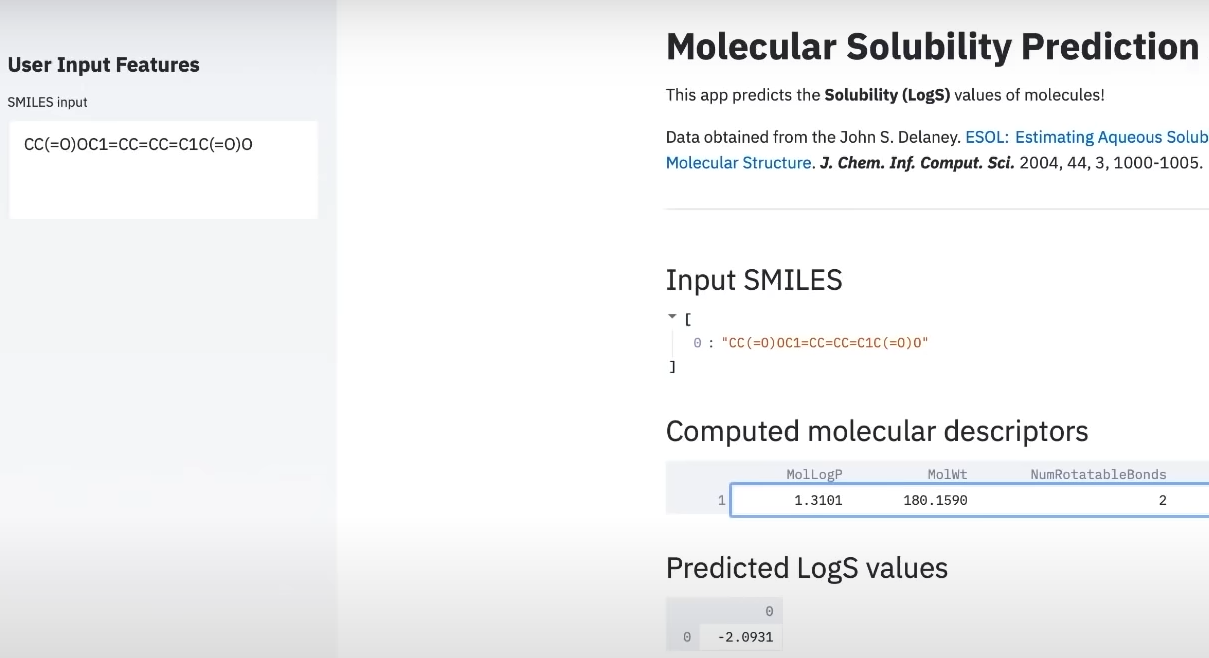 User Input Features
SMILES input
CC(=O)OC1=CC=CC=C1C(=O)O
Molecular Solubility Prediction
This app predicts the Solubility (LogS) values of molecules!
Data obtained from the John S. Delaney. ESOL: Estimating Aqueous Solub
Molecular Structure. J. Chem. Inf. Comput. Sci. 2004, 44, 3, 1000-1005.
Input SMILES
[
0 : "CC(=O)OC1=CC=CC=C1C(=O)O"
]
Computed molecular descriptors
MolLogP MolWt NumRotatableBonds
1 1.3101 180.1590 2
Predicted LogS values
0
0 -2.0931